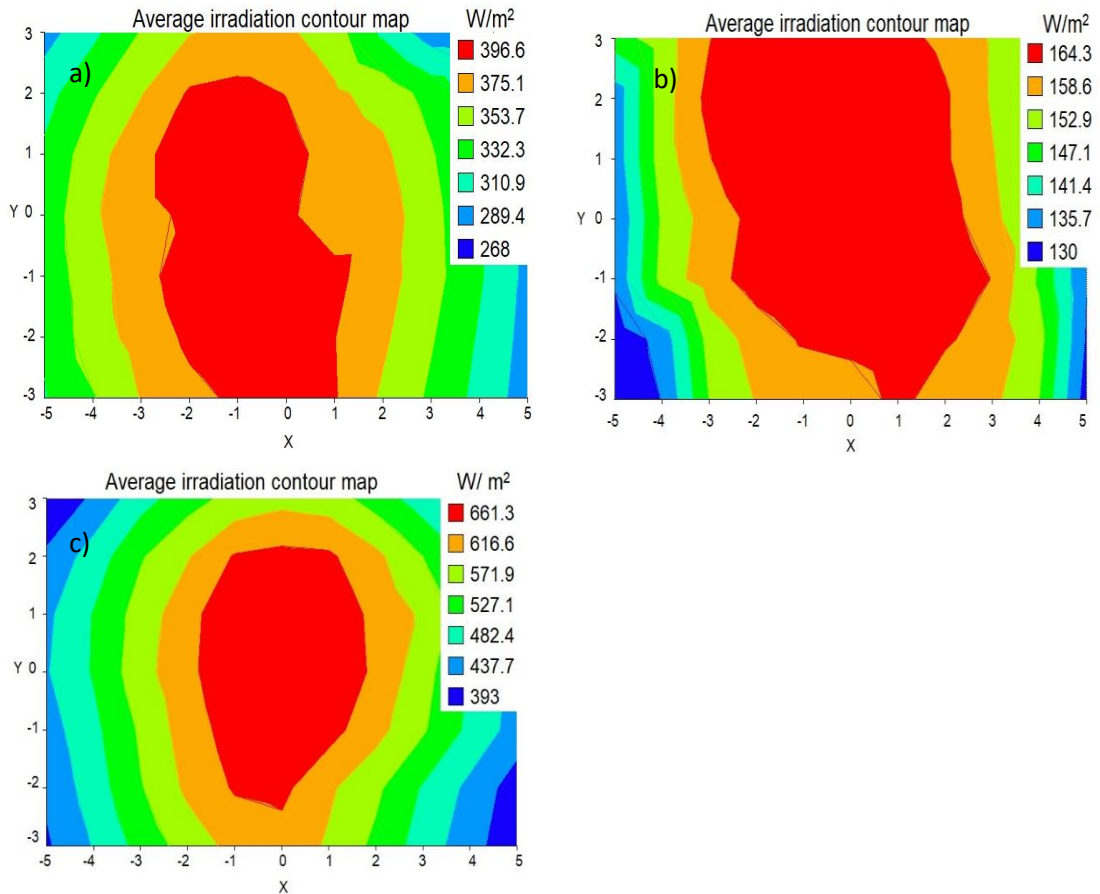 Average irradiation contour map
W/m²
a)
396.6
375.1
353.7
332.3
310.9
289.4
268
3
2
1
Y 0
-1
-2
-3
-5 -4 -3 -2 -1 0 1 2 3 4 5
X
Average irradiation contour map
W/m²
b)
164.3
158.6
152.9
147.1
141.4
135.7
130
3
2
1
Y 0
-1
-2
-3
-5 -4 -3 -2 -1 0 1 2 3 4 5
X
Average irradiation contour map
W/ m²
c)
661.3
616.6
571.9
527.1
482.4
437.7
393
3
2
1
Y 0
-1
-2
-3
-5 -4 -3 -2 -1 0 1 2 3 4 5
X